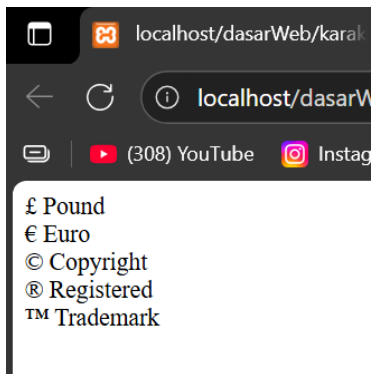 localhost/dasarWeb/karak
localhost/dasarW
(308) YouTube Instag
£ Pound
€ Euro
© Copyright
® Registered
™ Trademark